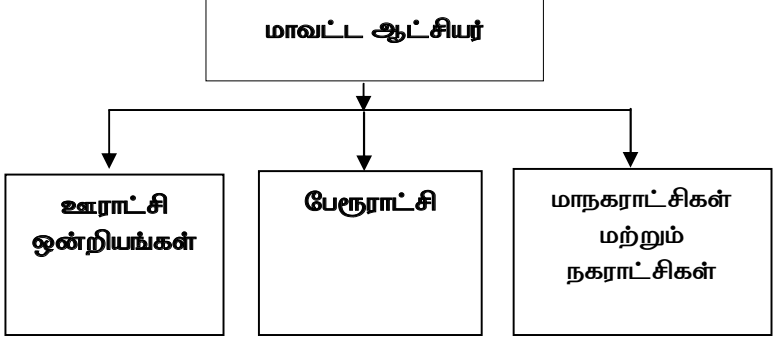 மாவட்ட ஆட்சியர்
ஊராட்சி
ஒன்றியங்கள்
பேரூராட்சி
மாநகராட்சிகள்
மற்றும்
நகராட்சிகள்